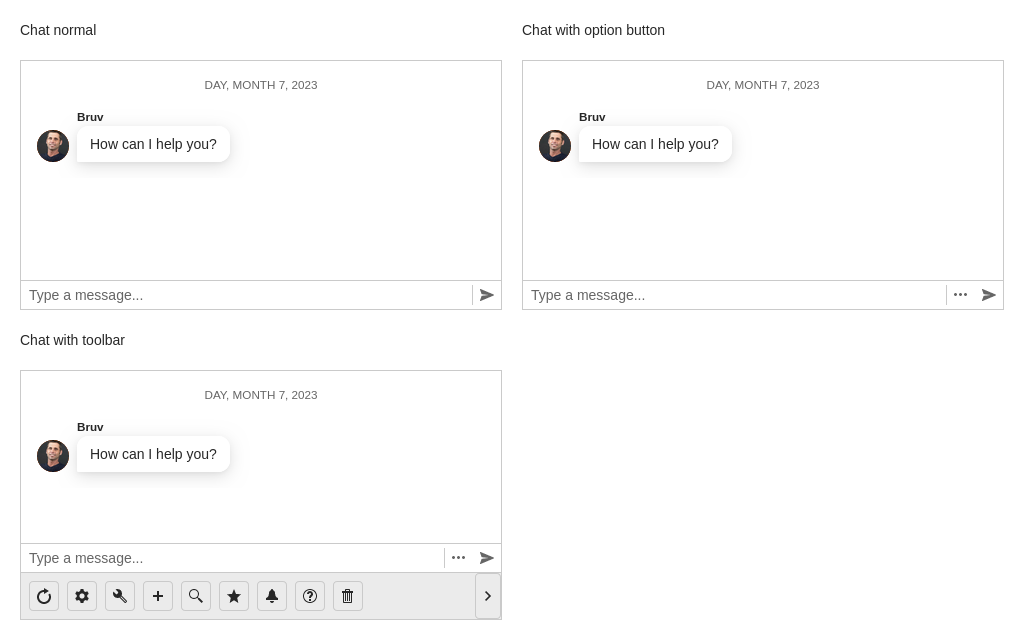 Chat normal
DAY, MONTH 7, 2023
Bruv
How can I help you?
Type a message...
Chat with option button
DAY, MONTH 7, 2023
Bruv
How can I help you?
Type a message...
Chat with toolbar
DAY, MONTH 7, 2023
Bruv
How can I help you?
Type a message...